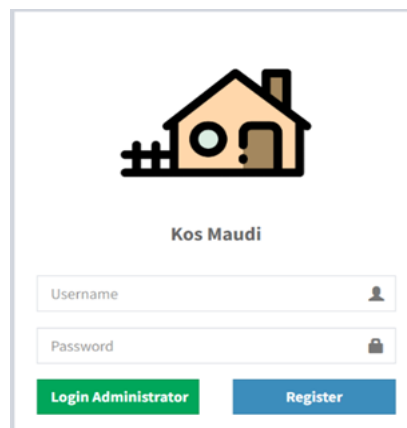 Kos Maudi
Username
Password
Login Administrator
Register